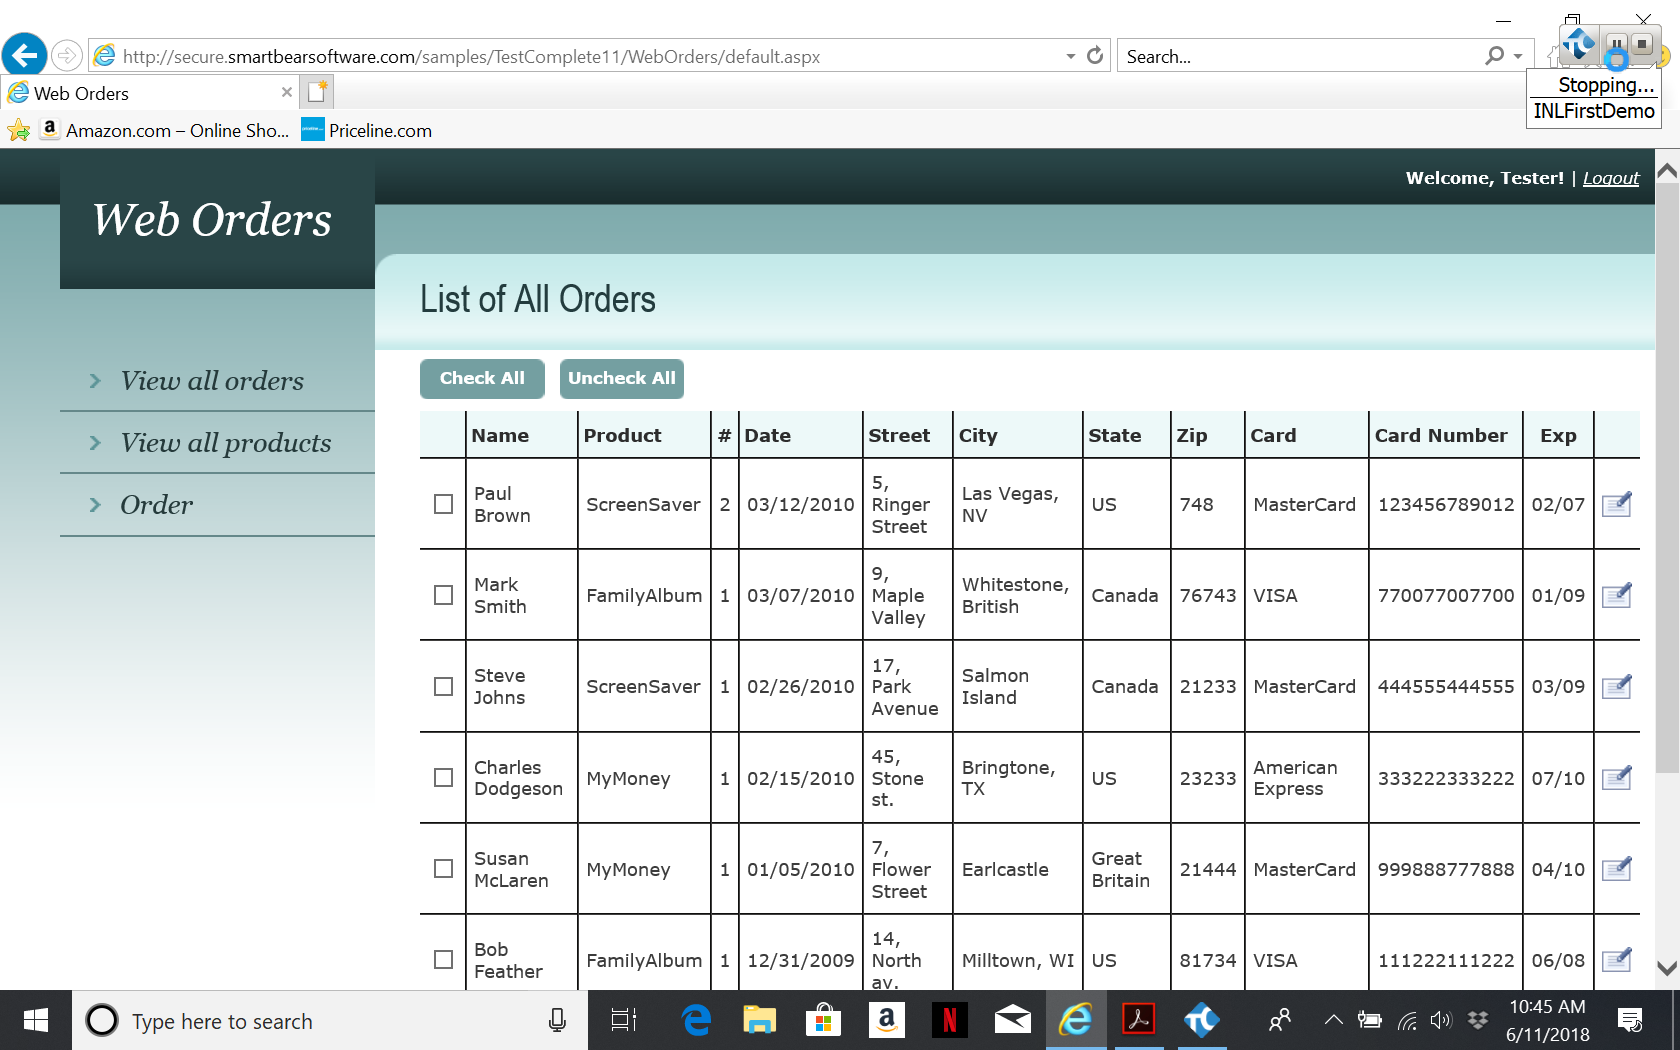 http://secure.smartbearsoftware.com/samples/TestComplete11/WebOrders/default.aspx
Search...
Stopping...
INLFirstDemo
Web Orders
Amazon.com – Online Sho...
Priceline.com
Welcome, Tester! | Logout
Web Orders
List of All Orders
View all orders
View all products
Order
Check All Uncheck All
Name Product # Date Street City State Zip Card Card Number Exp
Paul Brown ScreenSaver 2 03/12/2010 5, Ringer Street Las Vegas, NV US 748 MasterCard 123456789012 02/07
Mark Smith FamilyAlbum 1 03/07/2010 9, Maple Valley Whitestone, British Canada 76743 VISA 770077007700 01/09
Steve Johns ScreenSaver 1 02/26/2010 17, Park Avenue Salmon Island Canada 21233 MasterCard 444555444555 03/09
Charles Dodgeson MyMoney 1 02/15/2010 45, Stone st. Bringtone, TX US 23233 American Express 333222333222 07/10
Susan McLaren MyMoney 1 01/05/2010 7, Flower Street Earlcastle Great Britain 21444 MasterCard 999888777888 04/10
Bob Feather FamilyAlbum 1 12/31/2009 14, North av. Milltown, WI US 81734 VISA 111222111222 06/08
Type here to search
10:45 AM
6/11/2018